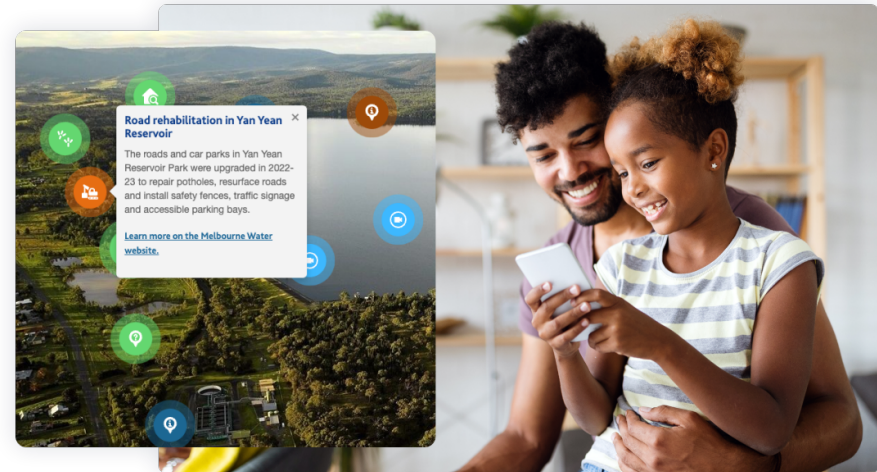 Road rehabilitation in Yan Yean
Reservoir
The roads and car parks in Yan Yean
Reservoir Park were upgraded in 2022-
23 to repair potholes, resurface roads
and install safety fences, traffic signage
and accessible parking bays.
Learn more on the Melbourne Water
website.